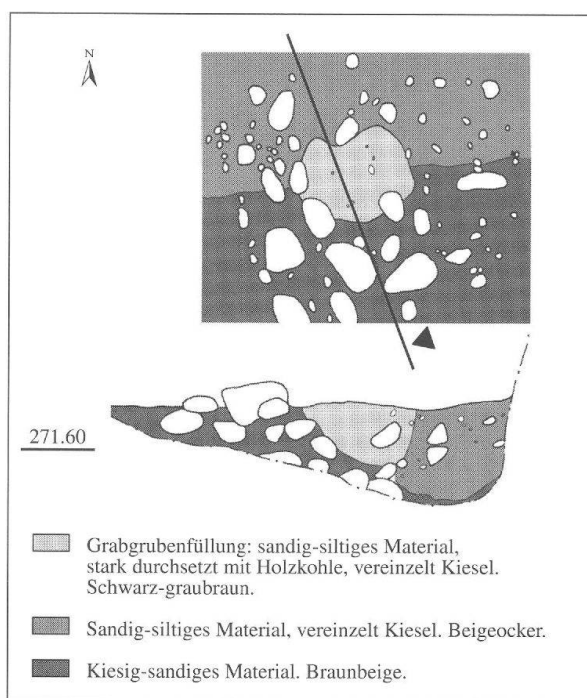 N
271.60
Grabgrubenfüllung: sandig-siltiges Material,
stark durchsetzt mit Holzkohle, vereinzelt Kiesel.
Schwarz-graubraun.
Sandig-siltiges Material, vereinzelt Kiesel. Beigeocker.
Kiesig-sandiges Material. Braunbeige.